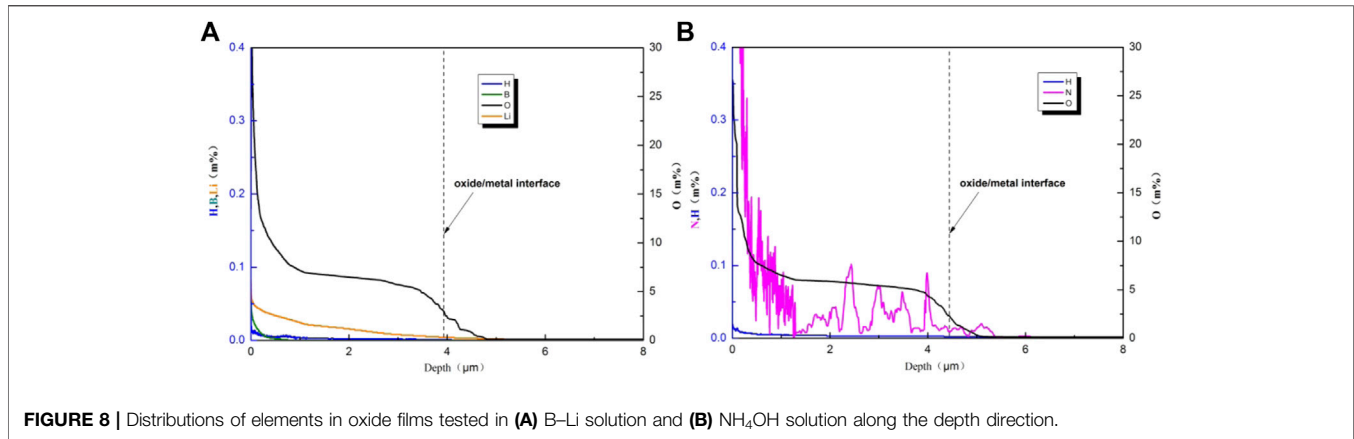 A
0.4
0.3
0.2
0.1
0.0
H,B,Li（m%）
30
25
20
15
10
5
0
O（m%）
0
2
4
6
8
Depth（μm）
H
B
O
Li
oxide/metal interface
B
0.4
0.3
0.2
0.1
0.0
N,H（m%）
30
25
20
15
10
5
0
O（m%）
0
2
4
6
8
Depth（μm）
H
N
O
oxide/metal interface
FIGURE 8 | Distributions of elements in oxide films tested in (A) B–Li solution and (B) NH₄OH solution along the depth direction.